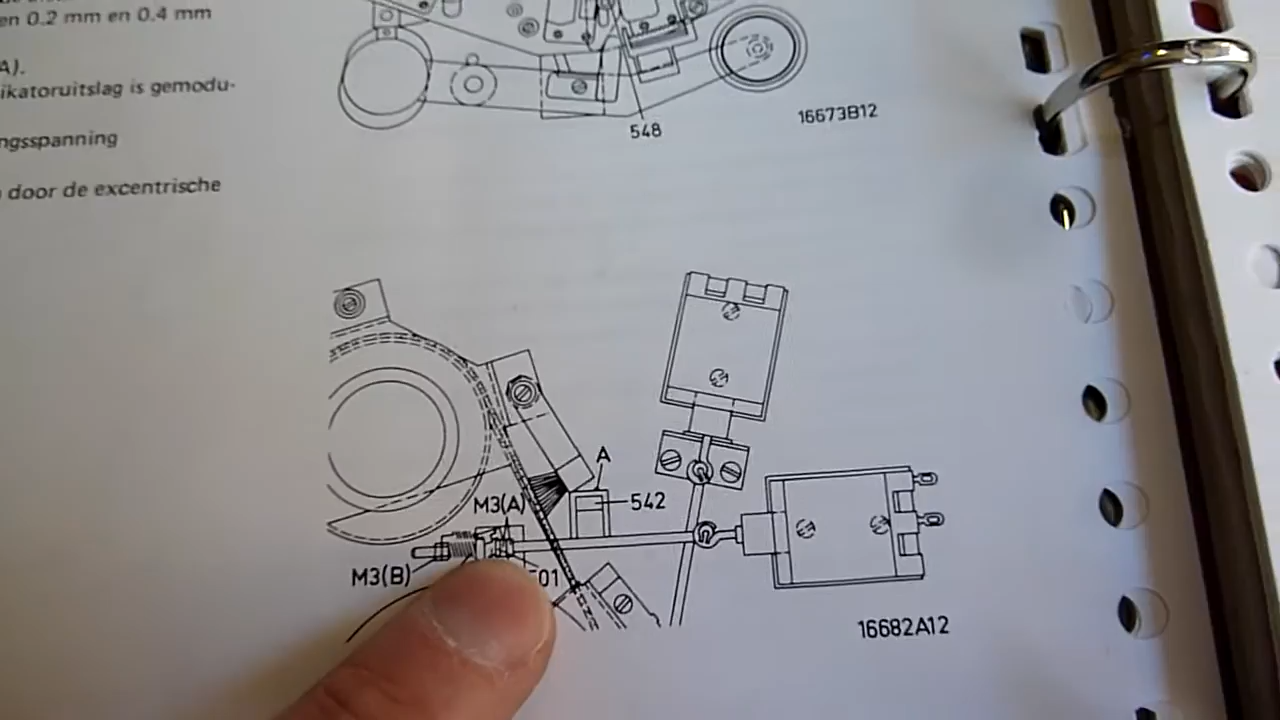 en 0.2 mm en 0.4 mm
A).
ikatoruitslag is gemodu-
ngsspanning
door de excentrische
548
16673B12
A
M3(A)
542
M3(B)
01
16682A12